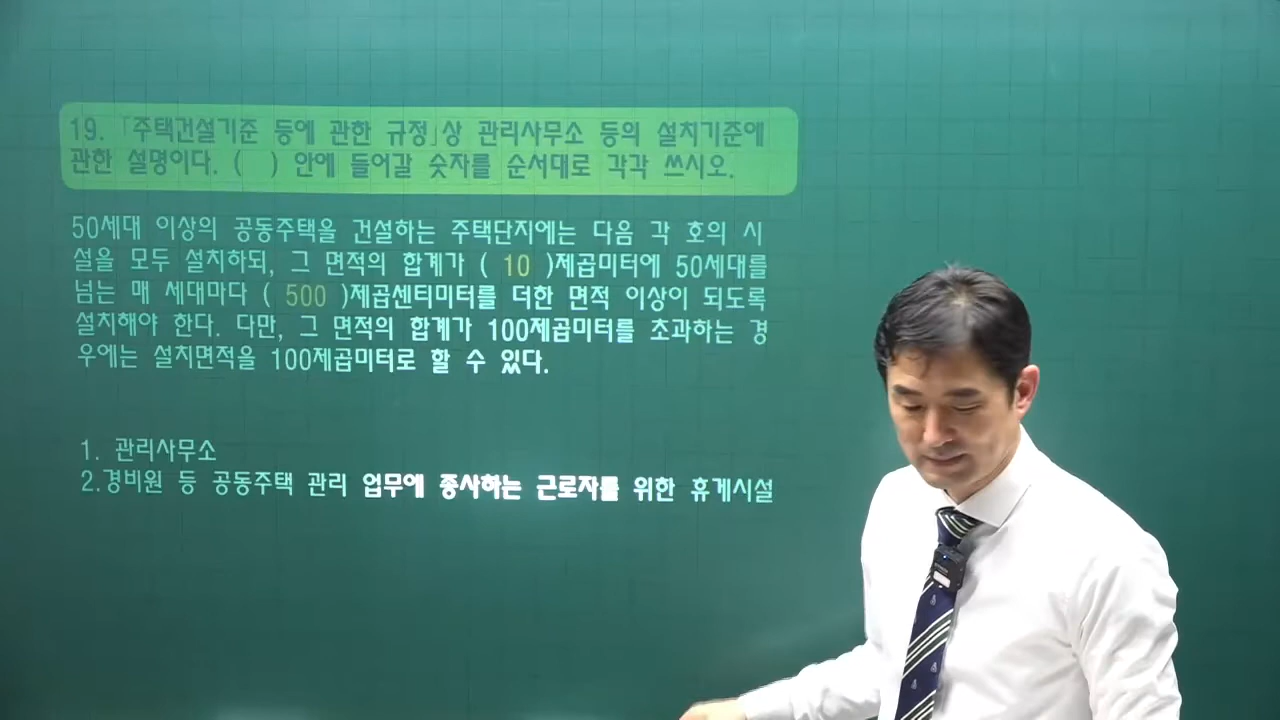 19. 「주택건설기준 등에 관한 규정」상 관리사무소 등의 설치기준에
관한 설명이다. ( ) 안에 들어갈 숫자를 순서대로 각각 쓰시오.
50세대 이상의 공동주택을 건설하는 주택단지에는 다음 각 호의 시
설을 모두 설치하되, 그 면적의 합계가 ( 10 )제곱미터에 50세대를
넘는 매 세대마다 ( 500 )제곱센티미터를 더한 면적 이상이 되도록
설치해야 한다. 다만, 그 면적의 합계가 100제곱미터를 초과하는 경
우에는 설치면적을 100제곱미터로 할 수 있다.
1. 관리사무소
2.경비원 등 공동주택 관리 업무에 종사하는 근로자를 위한 휴게시설